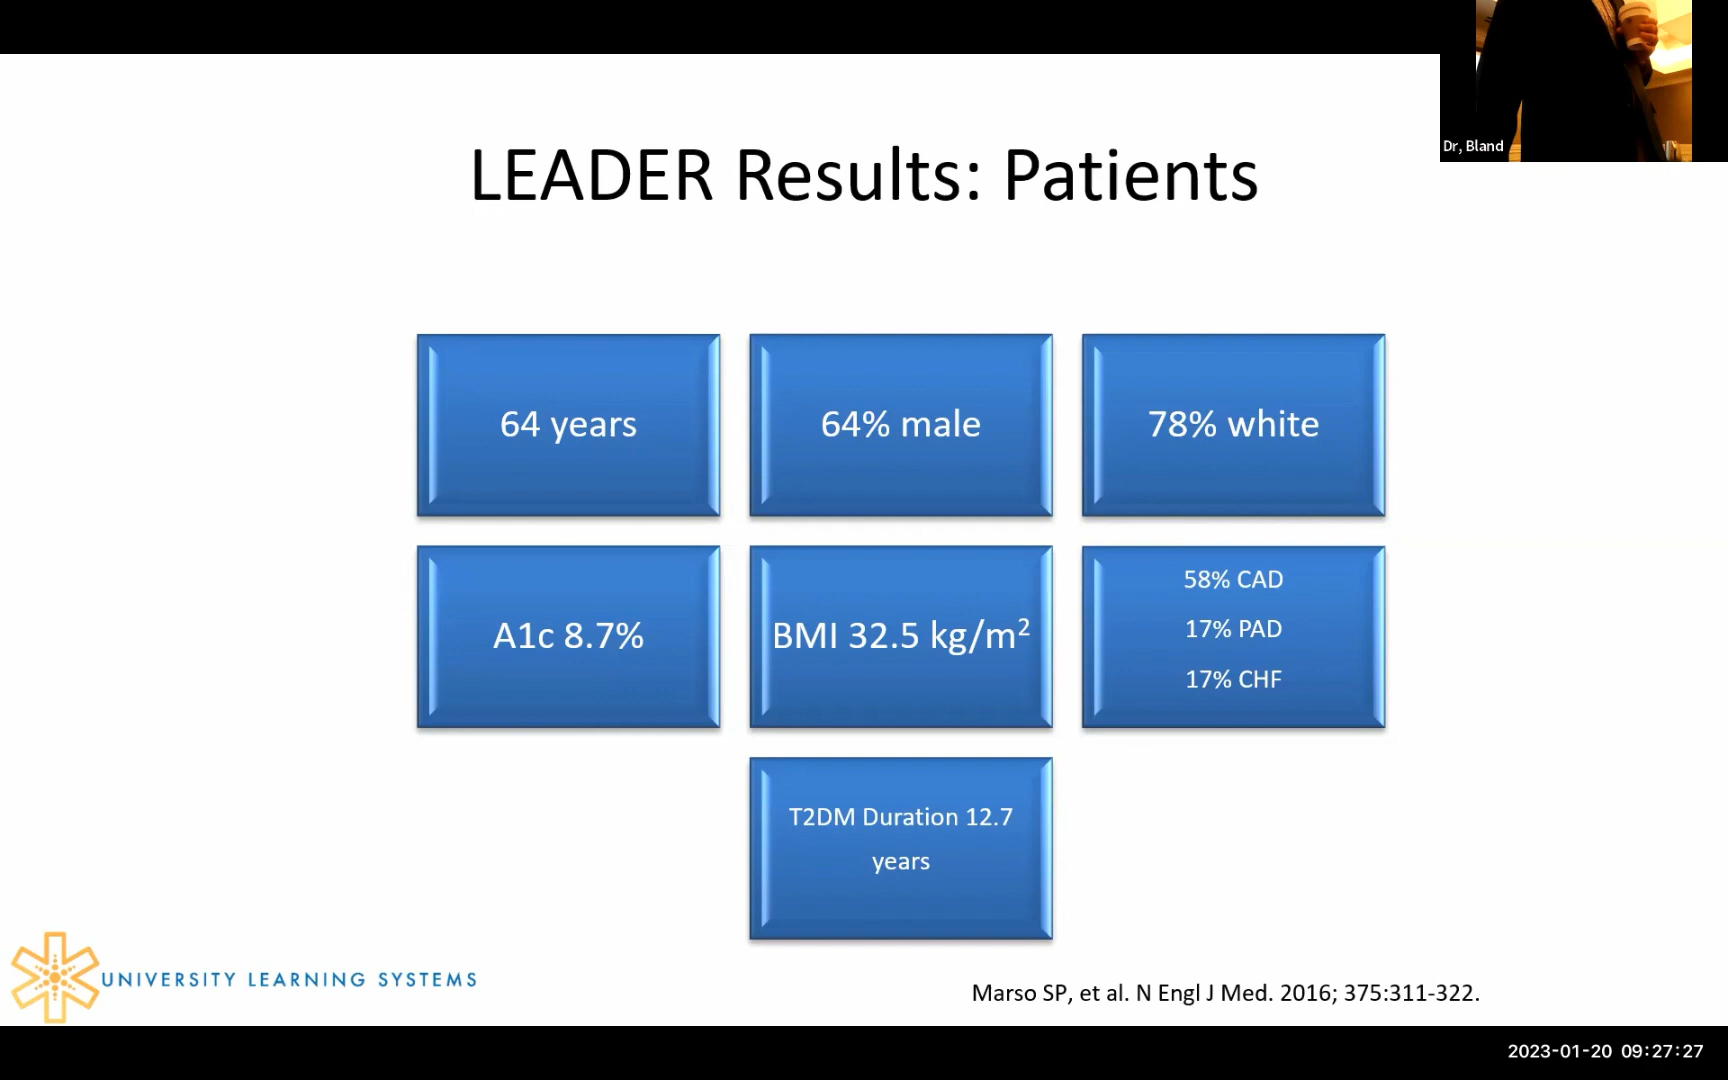 Dr, Bland
LEADER Results: Patients
64 years
64% male
78% white
A1c 8.7%
BMI 32.5 kg/m²
58% CAD
17% PAD
17% CHF
T2DM Duration 12.7
years
UNIVERSITY LEARNING SYSTEMS
Marso SP, et al. N Engl J Med. 2016; 375:311-322.
2023-01-20 09:27:27